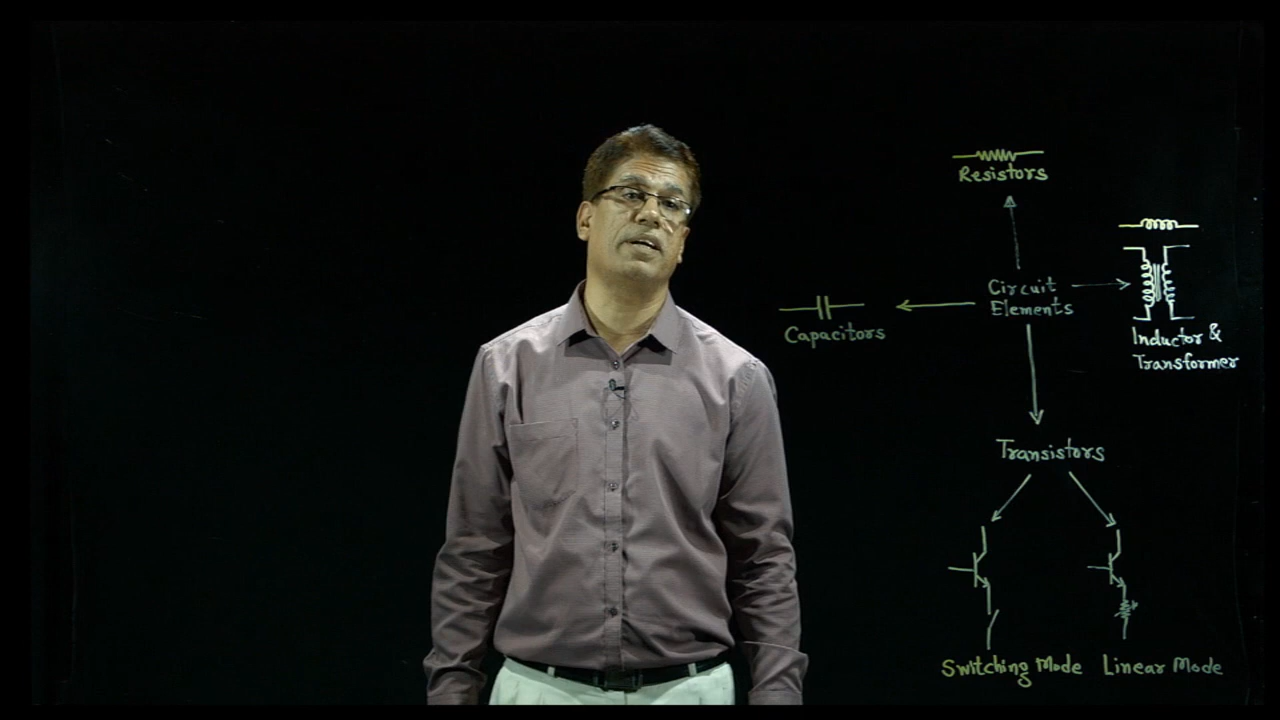 Resistors
Circuit
Elements
Capacitors
Inductor &
Transformer
Transistors
Switching Mode
Linear Mode